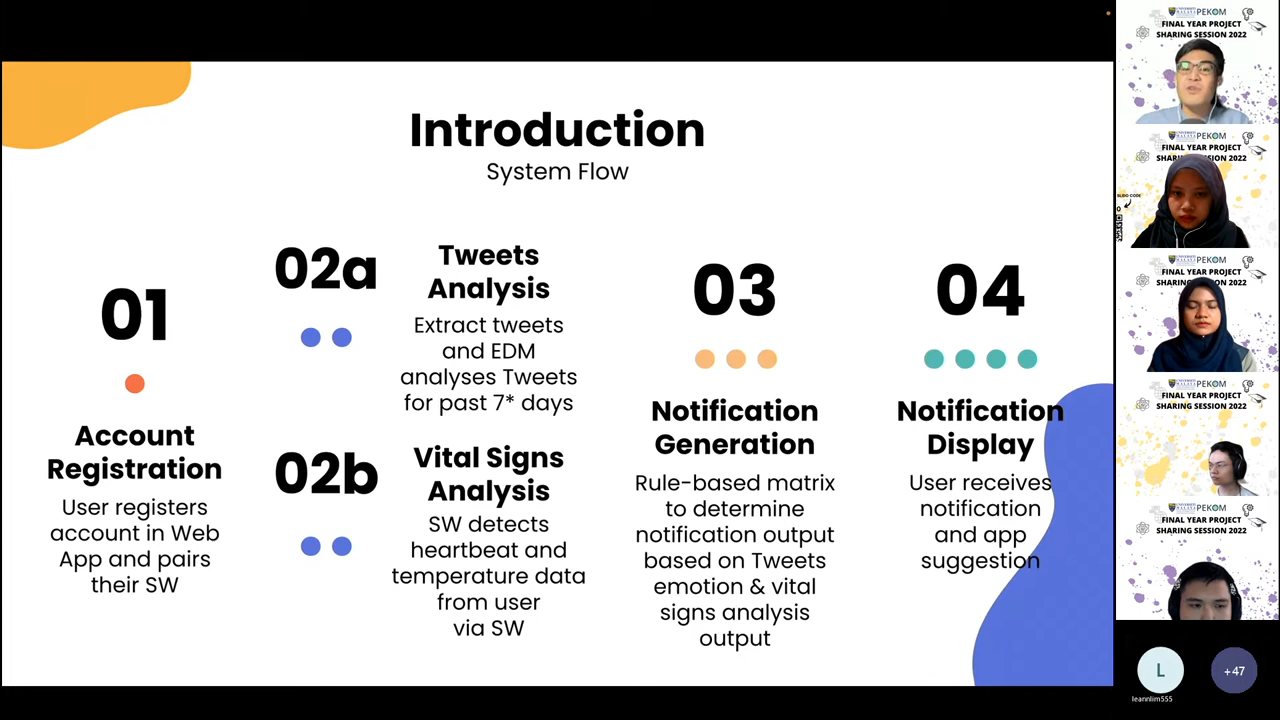 Introduction
System Flow
01
Account
Registration
User registers
account in Web
App and pairs
their SW
02a
Tweets
Analysis
Extract tweets
and EDM
analyses Tweets
for past 7* days
02b
Vital Signs
Analysis
SW detects
heartbeat and
temperature data
from user
via SW
03
Notification
Generation
Rule-based matrix
to determine
notification output
based on Tweets
emotion & vital
signs analysis
output
04
Notification
Display
User receives
notification
and app
suggestion
PEKOM
FINAL YEAR PROJECT
SHARING SESSION 2022
PEKOM
FINAL YEAR PROJECT
SHARING SESSION 2022
PEKOM
FINAL YEAR PROJECT
SHARING SESSION 2022
PEKOM
FINAL YEAR PROJECT
SHARING SESSION 2022
PEKOM
FINAL YEAR PROJECT
SHARING SESSION 2022
L
leannlim555
+47